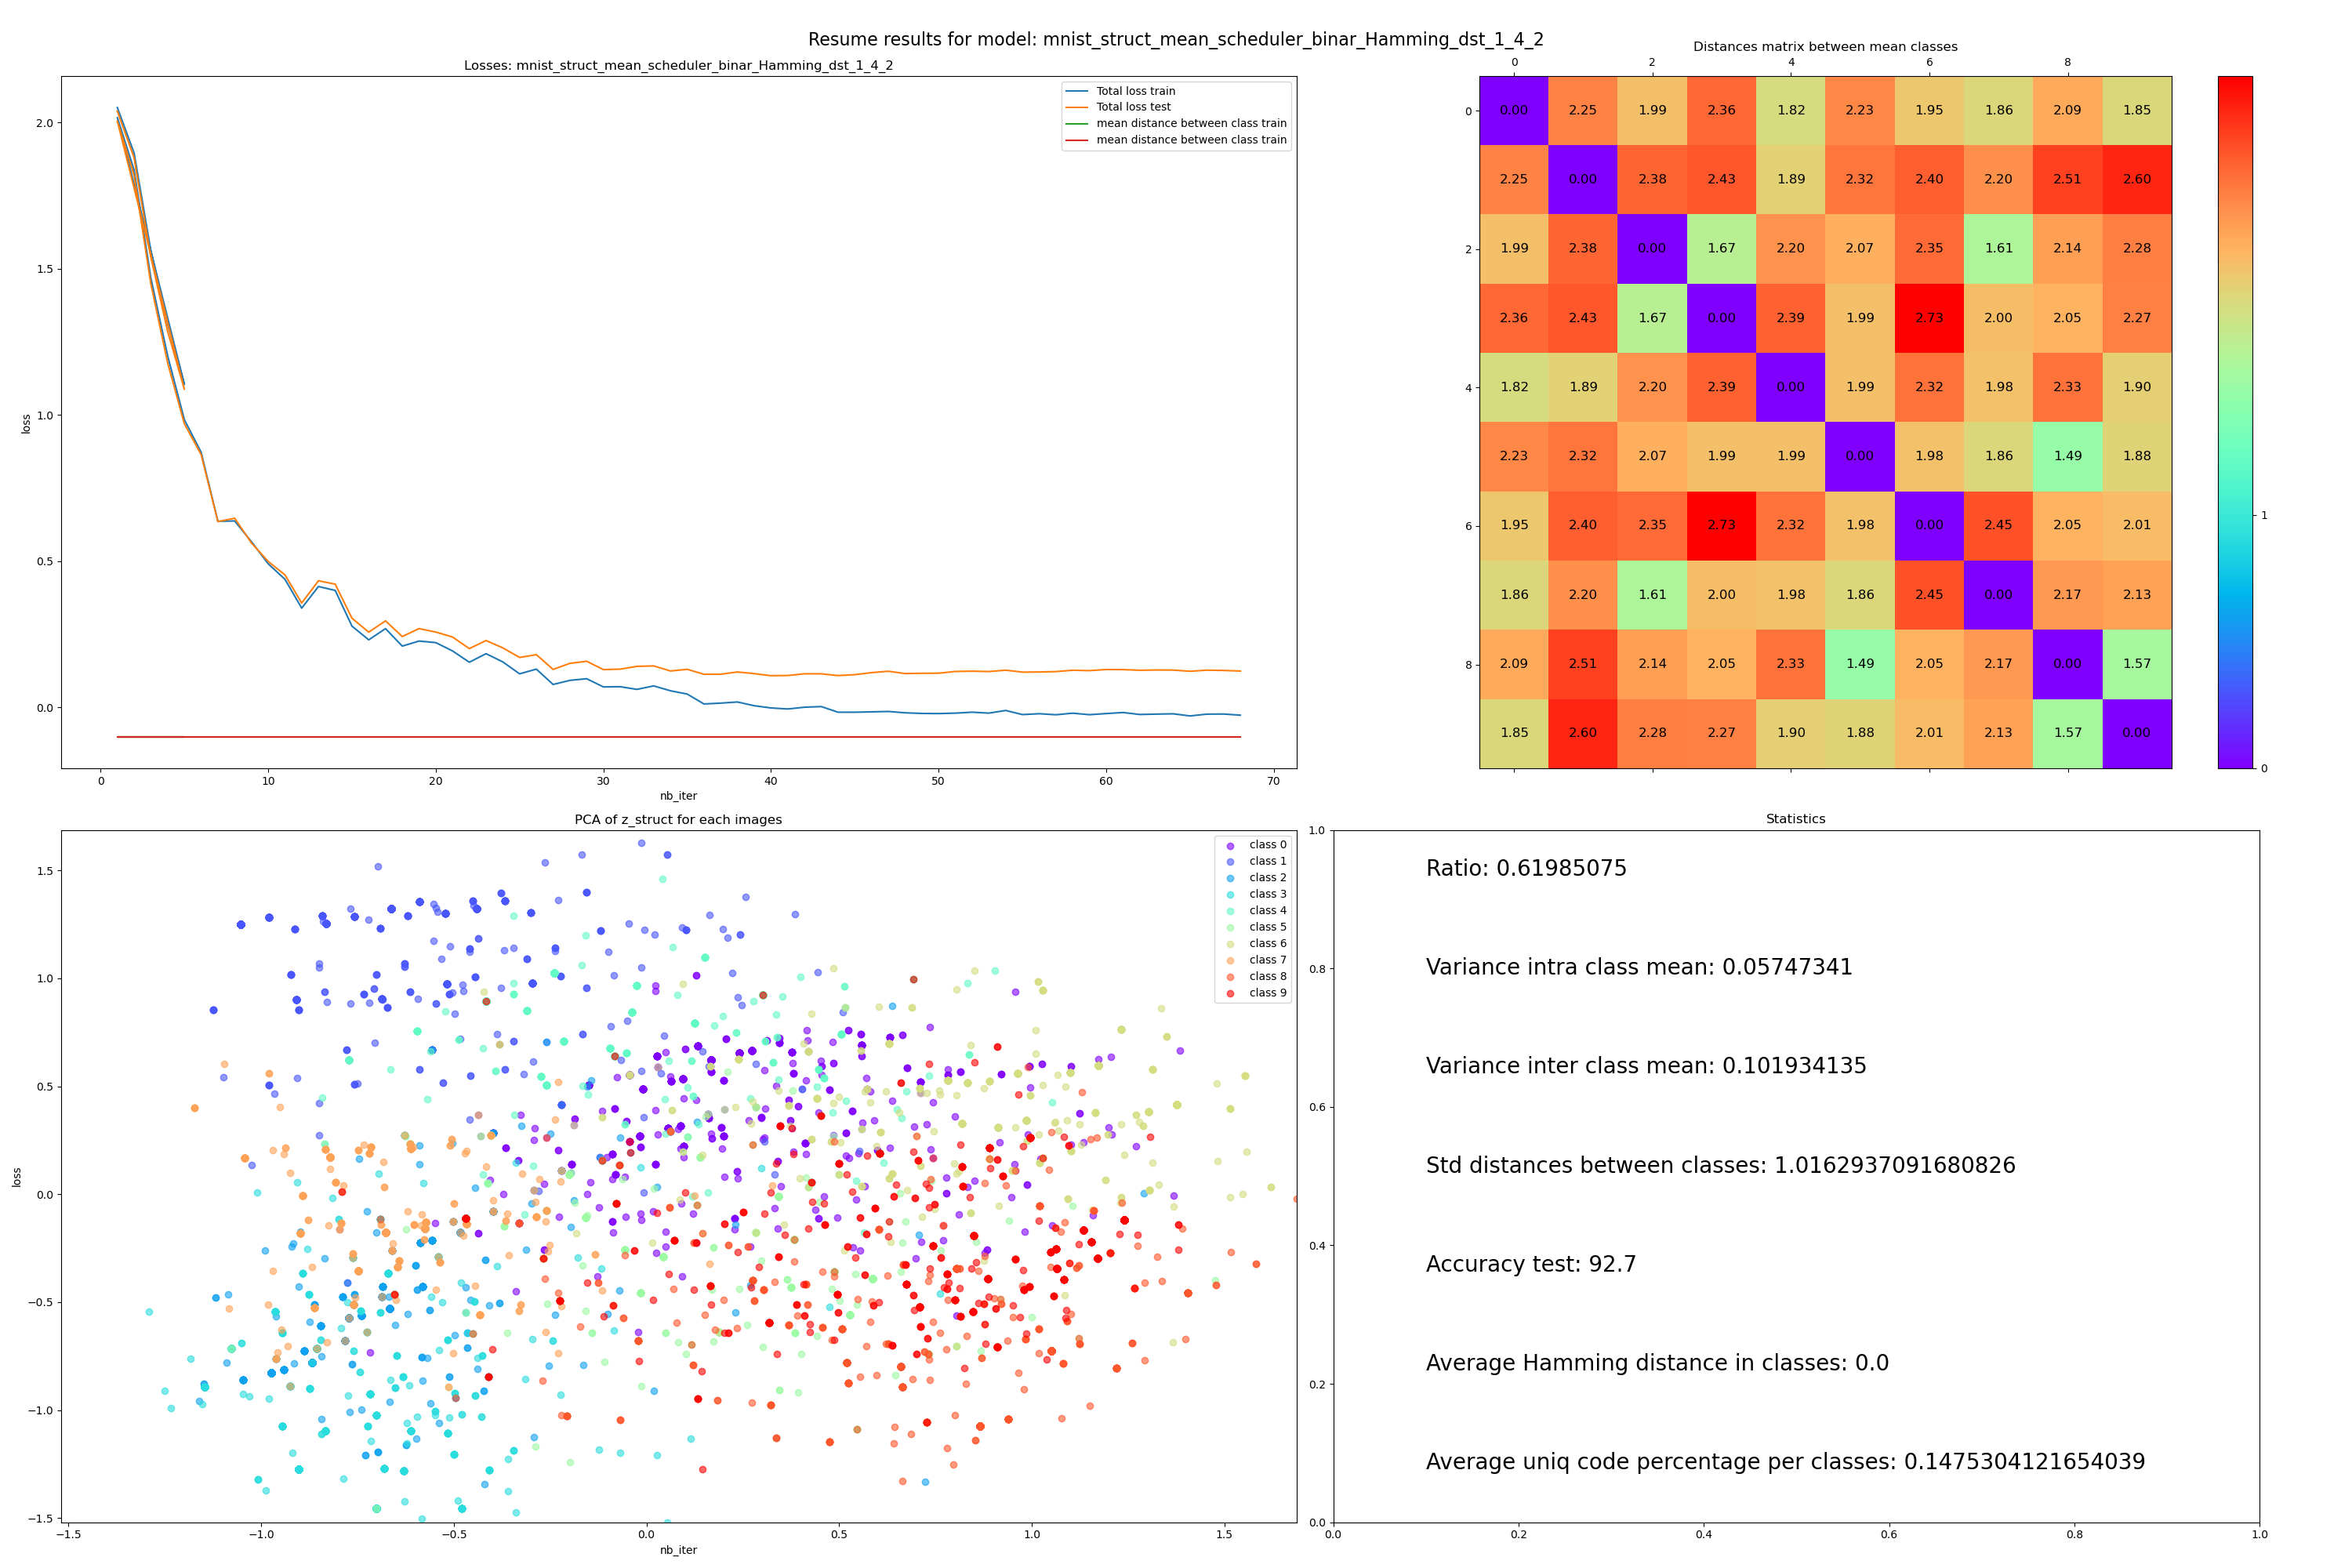 Resume results for model: mnist_struct_mean_scheduler_binar_Hamming_dst_1_4_2
Losses: mnist_struct_mean_scheduler_binar_Hamming_dst_1_4_2
Total loss train
Total loss test
mean distance between class train
mean distance between class train
2.0
1.5
1.0
0.5
0.0
loss
0 10 20 30 40 50 60 70
nb_iter
Distances matrix between mean classes
0 2 4 6 8
0 0.00 2.25 1.99 2.36 1.82 2.23 1.95 1.86 2.09 1.85
2.25 0.00 2.38 2.43 1.89 2.32 2.40 2.20 2.51 2.60
2 1.99 2.38 0.00 1.67 2.20 2.07 2.35 1.61 2.14 2.28
2.36 2.43 1.67 0.00 2.39 1.99 2.73 2.00 2.05 2.27
4 1.82 1.89 2.20 2.39 0.00 1.99 2.32 1.98 2.33 1.90
2.23 2.32 2.07 1.99 1.99 0.00 1.98 1.86 1.49 1.88
6 1.95 2.40 2.35 2.73 2.32 1.98 0.00 2.45 2.05 2.01
1.86 2.20 1.61 2.00 1.98 1.86 2.45 0.00 2.17 2.13
8 2.09 2.51 2.14 2.05 2.33 1.49 2.05 2.17 0.00 1.57
1.85 2.60 2.28 2.27 1.90 1.88 2.01 2.13 1.57 0.00
1
0
PCA of z_struct for each images
class 0
class 1
class 2
class 3
class 4
class 5
class 6
class 7
class 8
class 9
1.5
1.0
0.5
0.0
−0.5
−1.0
−1.5
loss
−1.5 −1.0 −0.5 0.0 0.5 1.0 1.5
nb_iter
Statistics
1.0
0.8
0.6
0.4
0.2
0.0
Ratio: 0.61985075
Variance intra class mean: 0.05747341
Variance inter class mean: 0.101934135
Std distances between classes: 1.0162937091680826
Accuracy test: 92.7
Average Hamming distance in classes: 0.0
Average uniq code percentage per classes: 0.1475304121654039
0.0 0.2 0.4 0.6 0.8 1.0